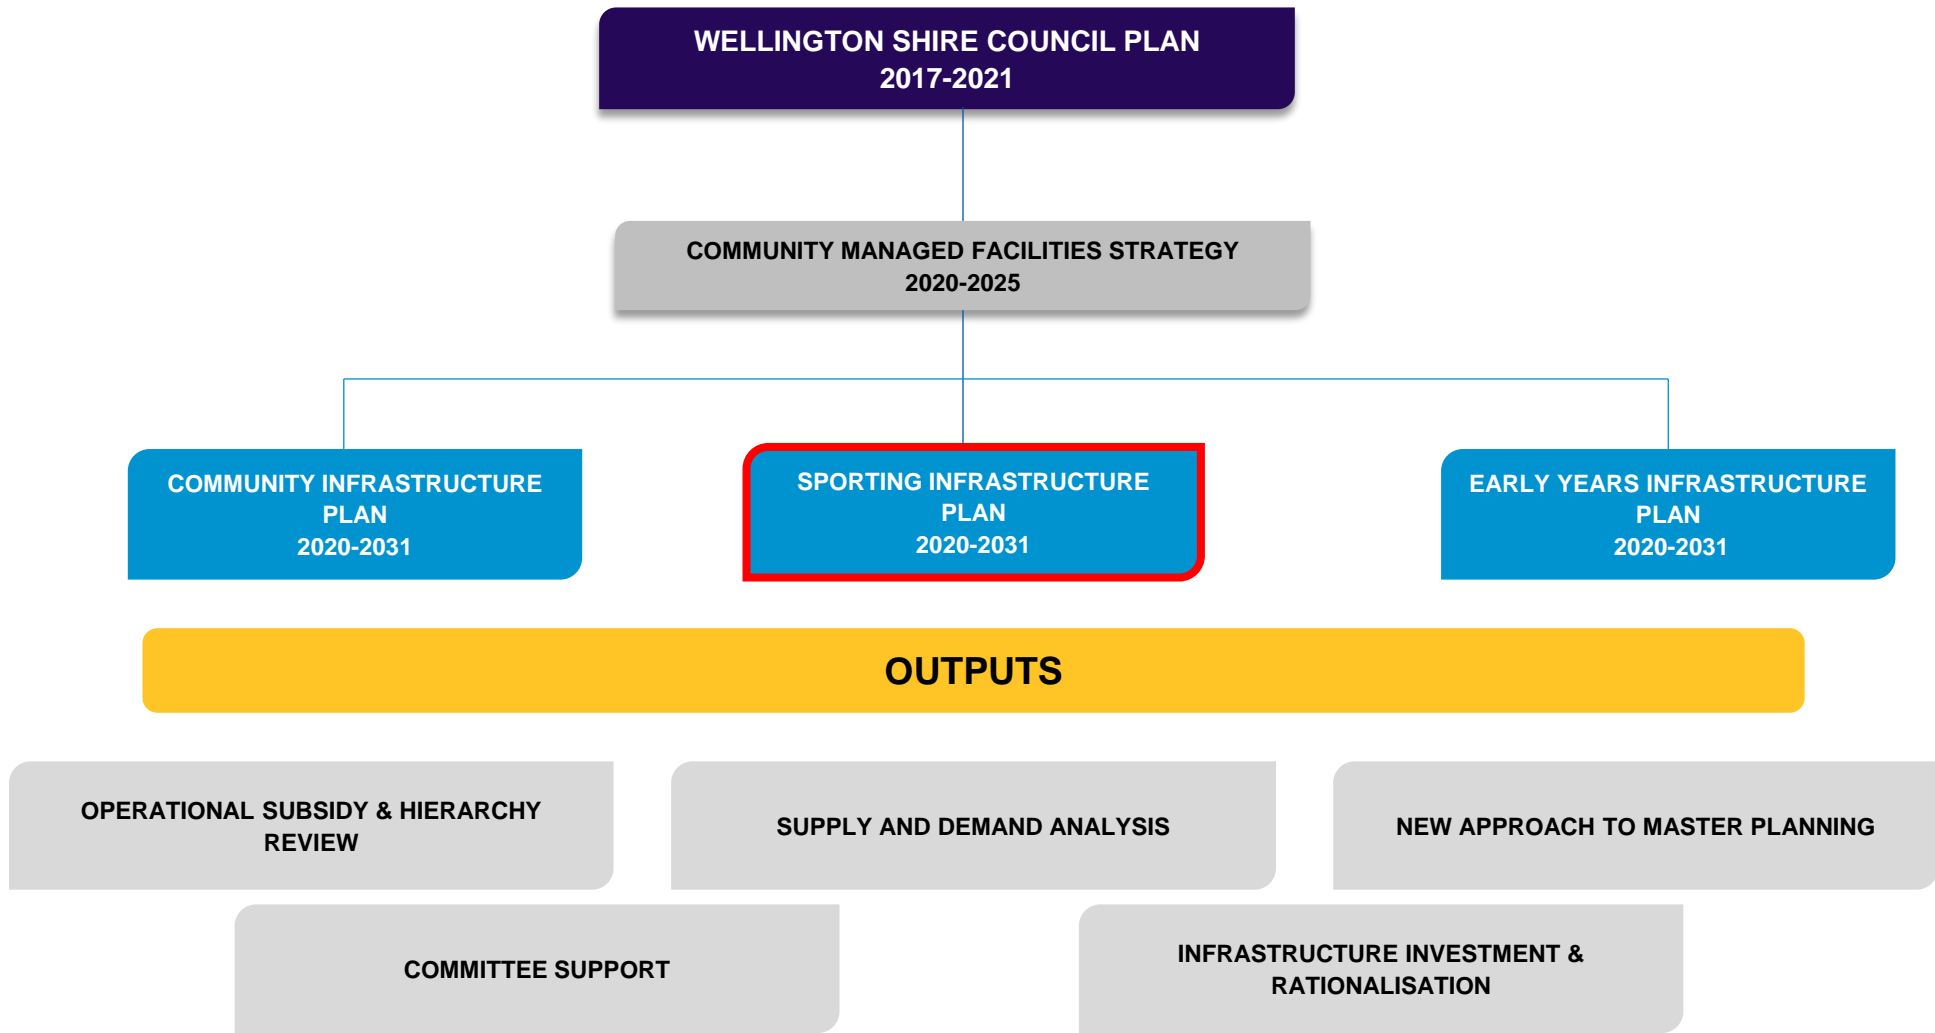 WELLINGTON SHIRE COUNCIL PLAN
2017-2021
COMMUNITY MANAGED FACILITIES STRATEGY
2020-2025
COMMUNITY INFRASTRUCTURE
PLAN
2020-2031
SPORTING INFRASTRUCTURE
PLAN
2020-2031
EARLY YEARS INFRASTRUCTURE
PLAN
2020-2031
OUTPUTS
OPERATIONAL SUBSIDY & HIERARCHY
REVIEW
SUPPLY AND DEMAND ANALYSIS
NEW APPROACH TO MASTER PLANNING
COMMITTEE SUPPORT
INFRASTRUCTURE INVESTMENT &
RATIONALISATION